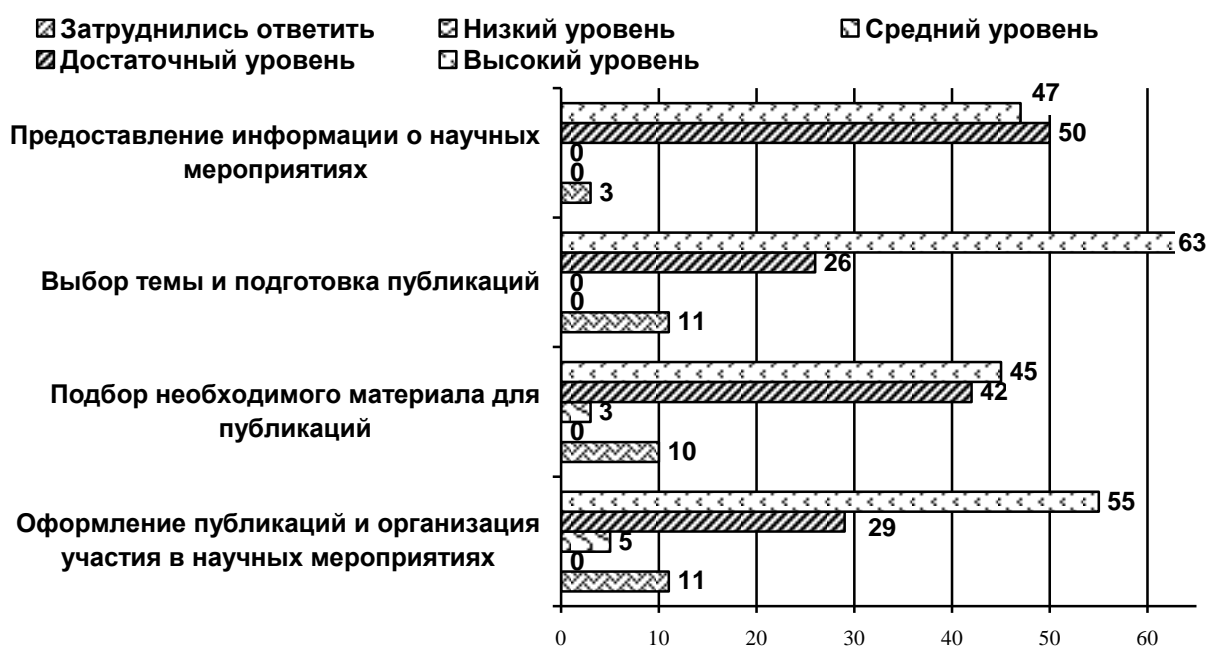 Затруднились ответить Низкий уровень Средний уровень
Достаточный уровень Высокий уровень
47
Предоставление информации о научных
мероприятиях
50
0
0
3
63
Выбор темы и подготовка публикаций
26
0
0
11
45
Подбор необходимого материала для
публикаций
42
3
0
10
55
Оформление публикаций и организация
участия в научных мероприятиях
29
5
0
11
0 10 20 30 40 50 60